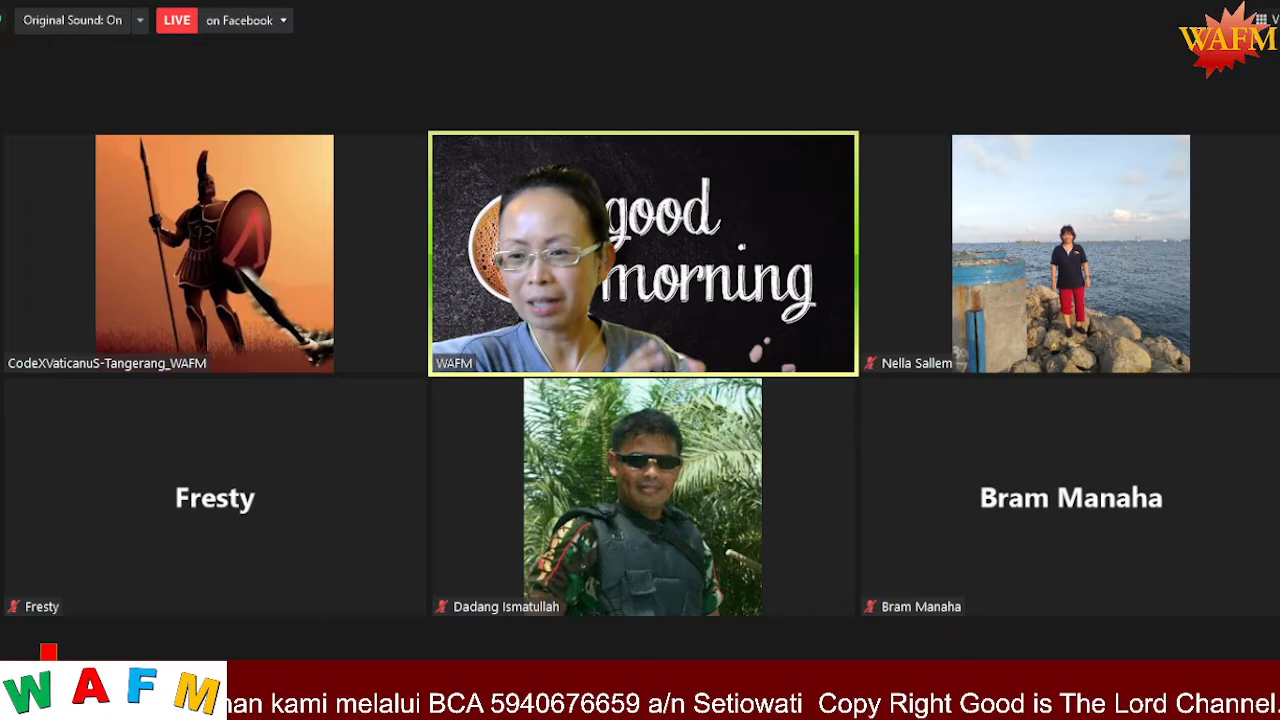 Original Sound: On
LIVE on Facebook
V
WAFM
good
morning
CodeXVaticanuS-Tangerang_WAFM
WAFM
Nella Sallem
Fresty
Bram Manaha
Fresty
Dadang Ismatullah
Bram Manaha
WAFM
nan kami melalui BCA 5940676659 a/n Setiowati Copy Right Good is The Lord Channel.